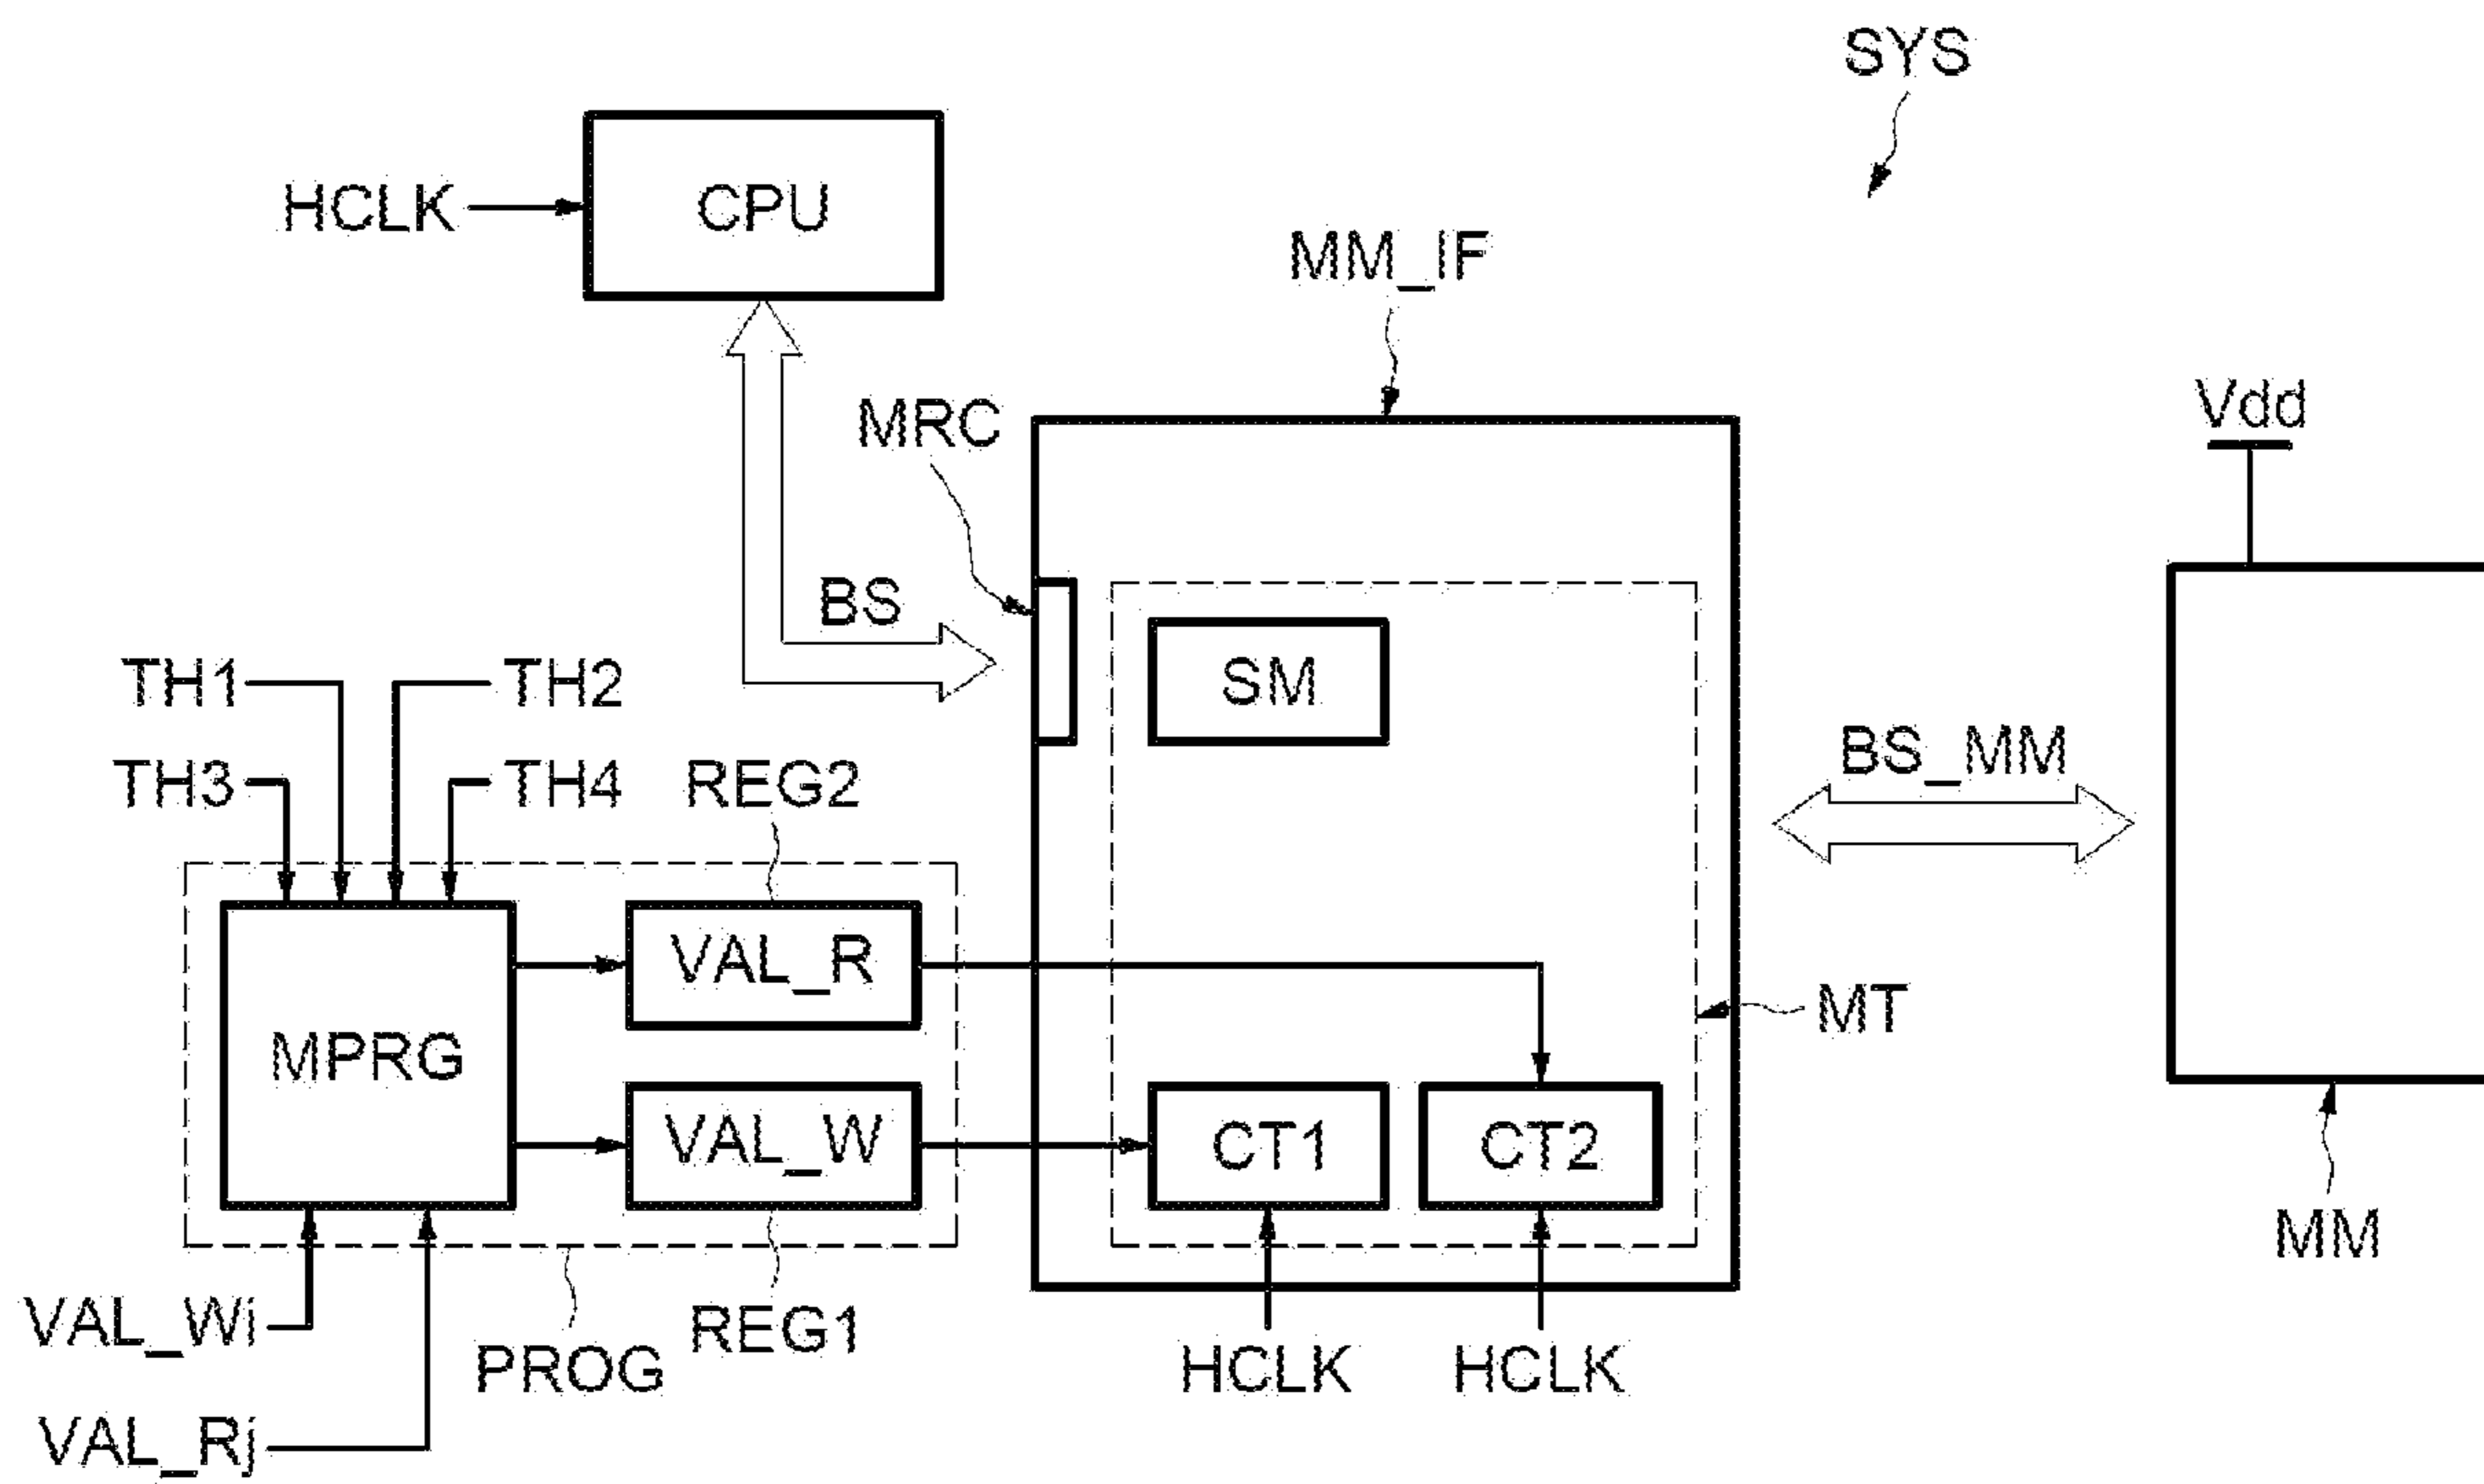 SYS
HCLK
CPU
MM_IF
MRC
Vdd
BS
TH1
TH2
SM
TH3
TH4
REG2
BS_MM
VAL_R
MT
MPRG
VAL_W
CT1
CT2
MM
VAL_Wi
REG1
PROG
HCLK
HCLK
VAL_Rj